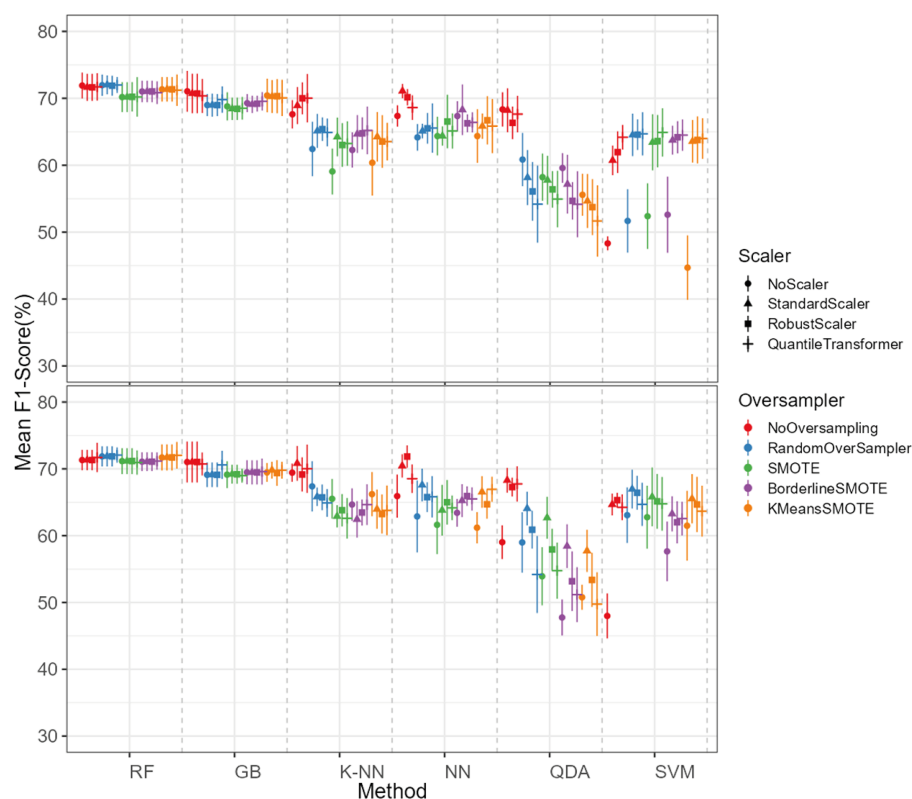 80
70
60
50
40
30
80
70
60
50
40
30
Mean F1-Score(%)
RF GB K-NN NN QDA SVM
Method
Scaler
NoScaler
StandardScaler
RobustScaler
QuantileTransformer
Oversampler
NoOversampling
RandomOverSampler
SMOTE
BorderlineSMOTE
KMeansSMOTE